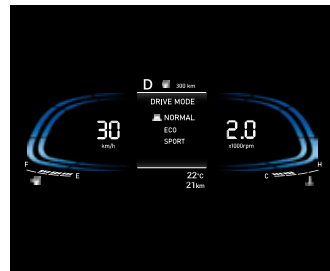 D 300 km
DRIVE MODE
NORMAL
30 2.0
ECO
km/h x1000rpm
SPORT
F H
E C
22°C
21km